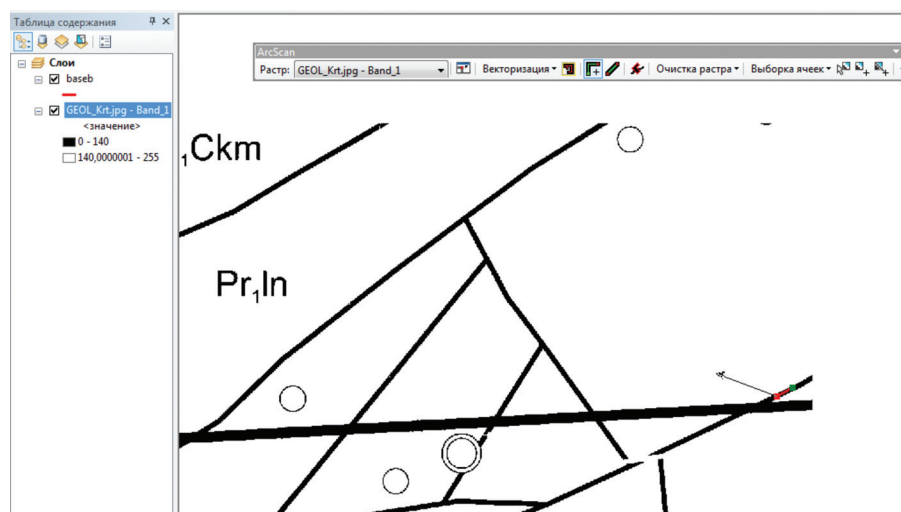 Таблица содержания
ArcScan
Растр: GEOL_Krt.jpg - Band_1 Векторизация Очистка растра Выборка ячеек
Слои
baseb
GEOL_Krt.jpg - Band_1
<значение>
0 - 140
140,0000001 - 255
₁Ckm
Pr₁ln